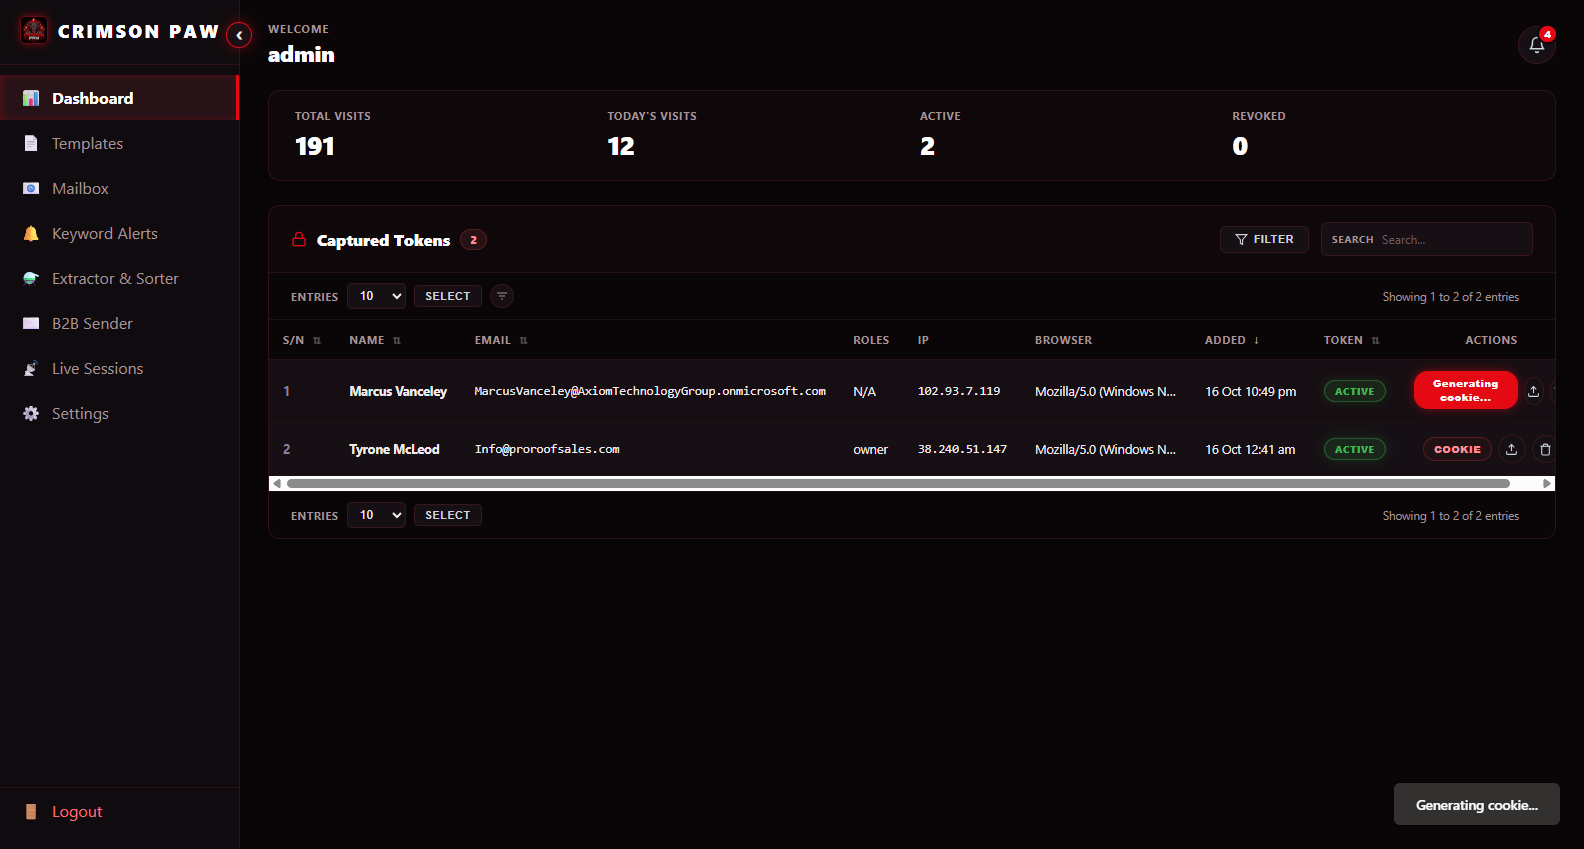 CRIMSON PAW
WELCOME
admin
4
Dashboard
Templates
Mailbox
Keyword Alerts
Extractor & Sorter
B2B Sender
Live Sessions
Settings
Logout
TOTAL VISITS TODAY'S VISITS ACTIVE REVOKED
191 12 2 0
Captured Tokens 2 FILTER SEARCH Search...
ENTRIES 10 SELECT Showing 1 to 2 of 2 entries
S/N NAME EMAIL ROLES IP BROWSER ADDED ↓ TOKEN ACTIONS
1 Marcus Vanceley MarcusVanceley@AxiomTechnologyGroup.onmicrosoft.com N/A 102.93.7.119 Mozilla/5.0 (Windows N... 16 Oct 10:49 pm ACTIVE Generating
cookie...
2 Tyrone McLeod Info@proroofsales.com owner 38.240.51.147 Mozilla/5.0 (Windows N... 16 Oct 12:41 am ACTIVE COOKIE
ENTRIES 10 SELECT Showing 1 to 2 of 2 entries
Generating cookie...